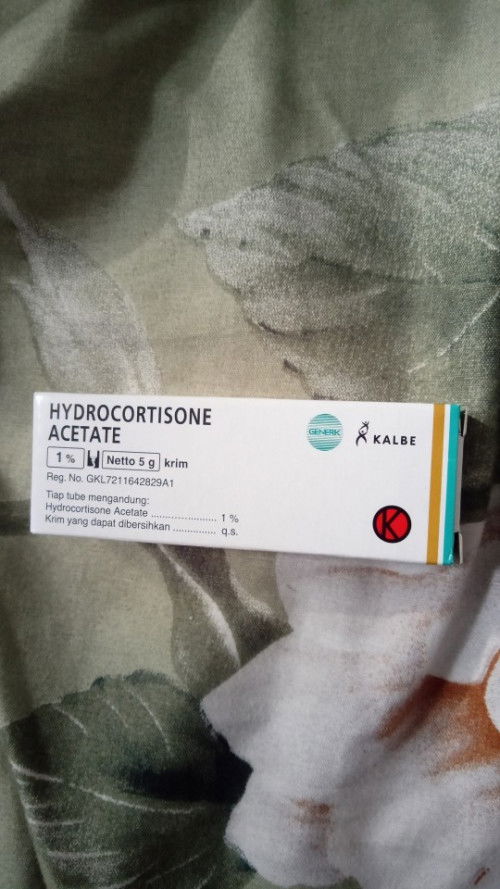 HYDROCORTISONE
ACETATE
GENERIK
KALBE
1 % Netto 5 g krim
Reg. No. GKL7211642829A1
Tiap tube mengandung:
Hydrocortisone Acetate ..................... 1 %
Krim yang dapat dibersihkan ............... q.s.
K